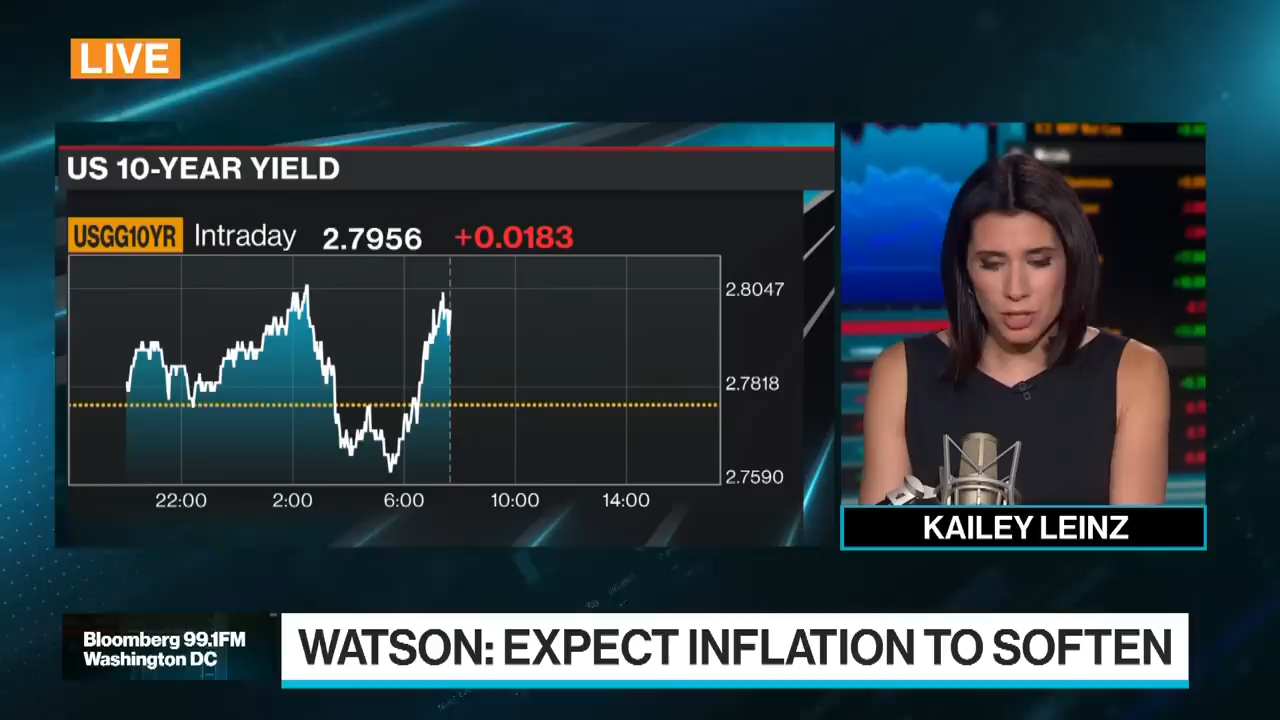 LIVE
US 10-YEAR YIELD
USGG10YR Intraday 2.7956 +0.0183
2.8047
2.7818
2.7590
22:00 2:00 6:00 10:00 14:00
KAILEY LEINZ
Bloomberg 99.1FM
Washington DC
WATSON: EXPECT INFLATION TO SOFTEN